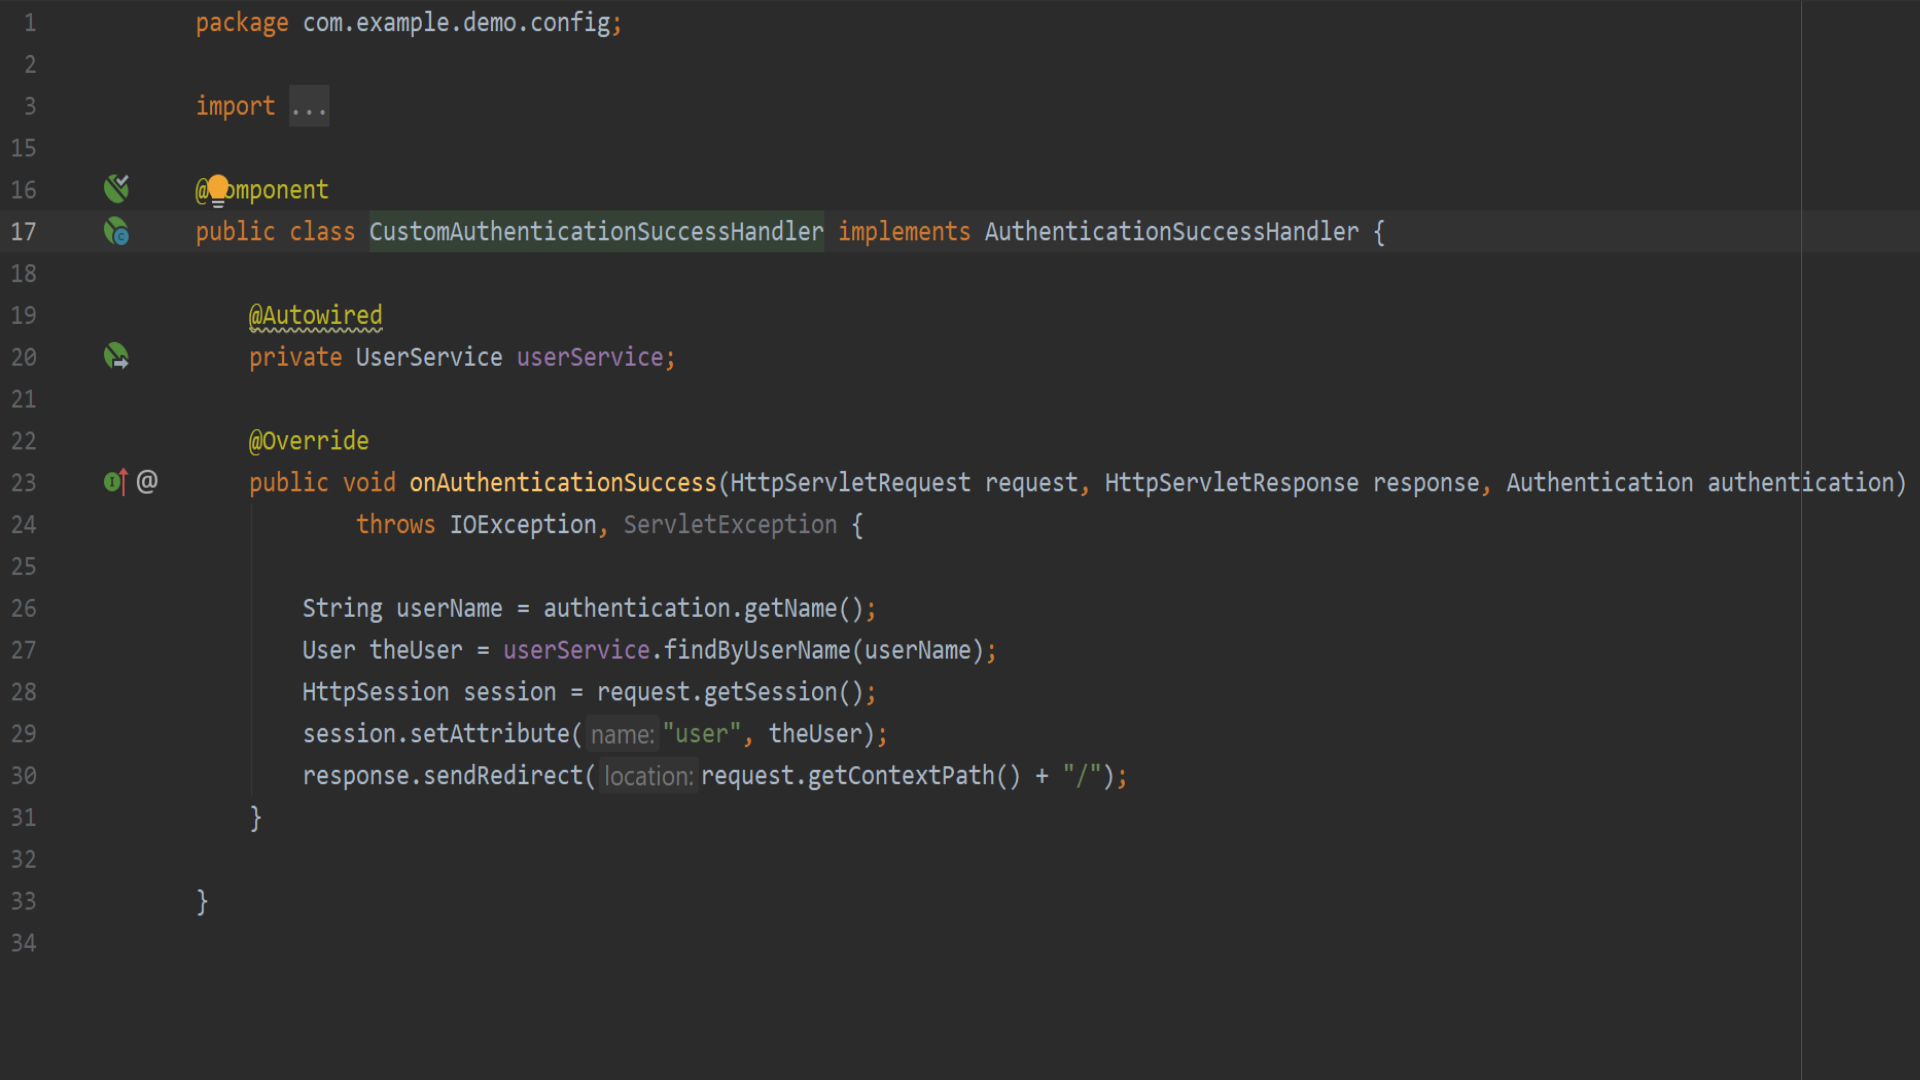 1 package com.example.demo.config;
2
3 import ...
15
16 @Component
17 public class CustomAuthenticationSuccessHandler implements AuthenticationSuccessHandler {
18
19 @Autowired
20 private UserService userService;
21
22 @Override
23 @ public void onAuthenticationSuccess(HttpServletRequest request, HttpServletResponse response, Authentication authentication)
24 throws IOException, ServletException {
25
26 String userName = authentication.getName();
27 User theUser = userService.findByUserName(userName);
28 HttpSession session = request.getSession();
29 session.setAttribute( name: "user", theUser);
30 response.sendRedirect( location: request.getContextPath() + "/");
31 }
32
33 }
34